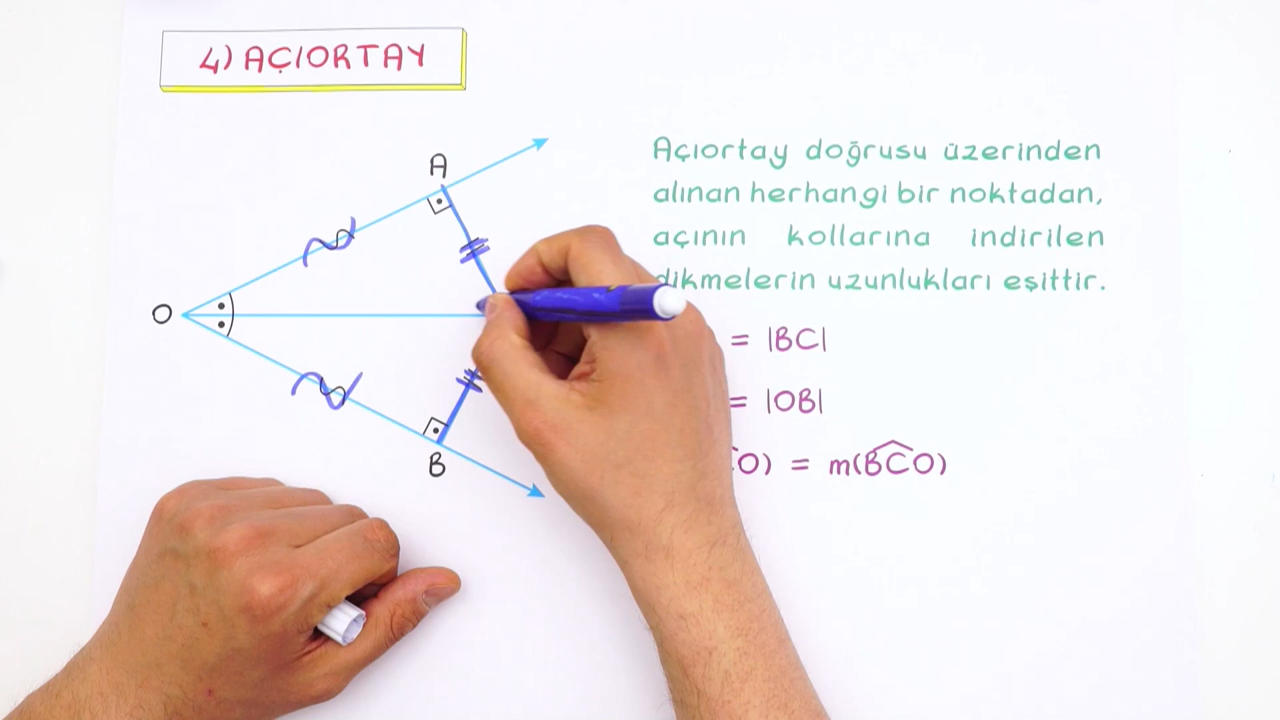 4) AÇIORTAY
Açıortay doğrusu üzerinden
alınan herhangi bir noktadan,
açının kollarına indirilen
dikmelerin uzunlukları eşittir.
= |BC|
= |OB|
O) = m(BCO)
A
O
B